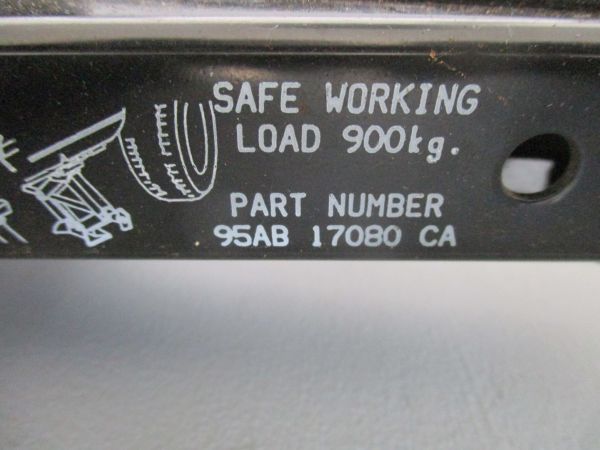 SAFE WORKING
LOAD 900kg.
PART NUMBER
95AB 17080 CA